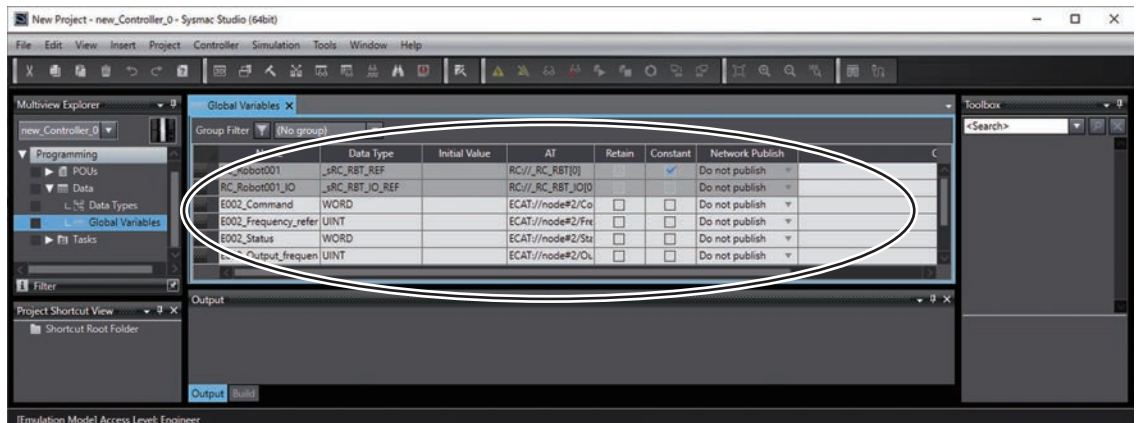 New Project - new_Controller_0 - Sysmac Studio (64bit)
File Edit View Insert Project Controller Simulation Tools Window Help
Multiview Explorer
new_Controller_0
Programming
POUs
Data
Data Types
Global Variables
Tasks
Filter
Project Shortcut View
Shortcut Root Folder
Global Variables
Group Filter (No group)
Data Type Initial Value AT Retain Constant Network Publish C
_sRC_RBT_REF RC://_RC_RBT[0] Do not publish
RC_Robot001_IO _sRC_RBT_IO_REF RC://_RC_RBT_IO[0 Do not publish
E002_Command WORD ECAT://node#2/Co Do not publish
E002_Frequency_refer UINT ECAT://node#2/Fre Do not publish
E002_Status WORD ECAT://node#2/Sta Do not publish
UINT ECAT://node#2/Ou Do not publish
Output
Output Build
Toolbox
<Search>
[Emulation Mode] Access Level: Engineer